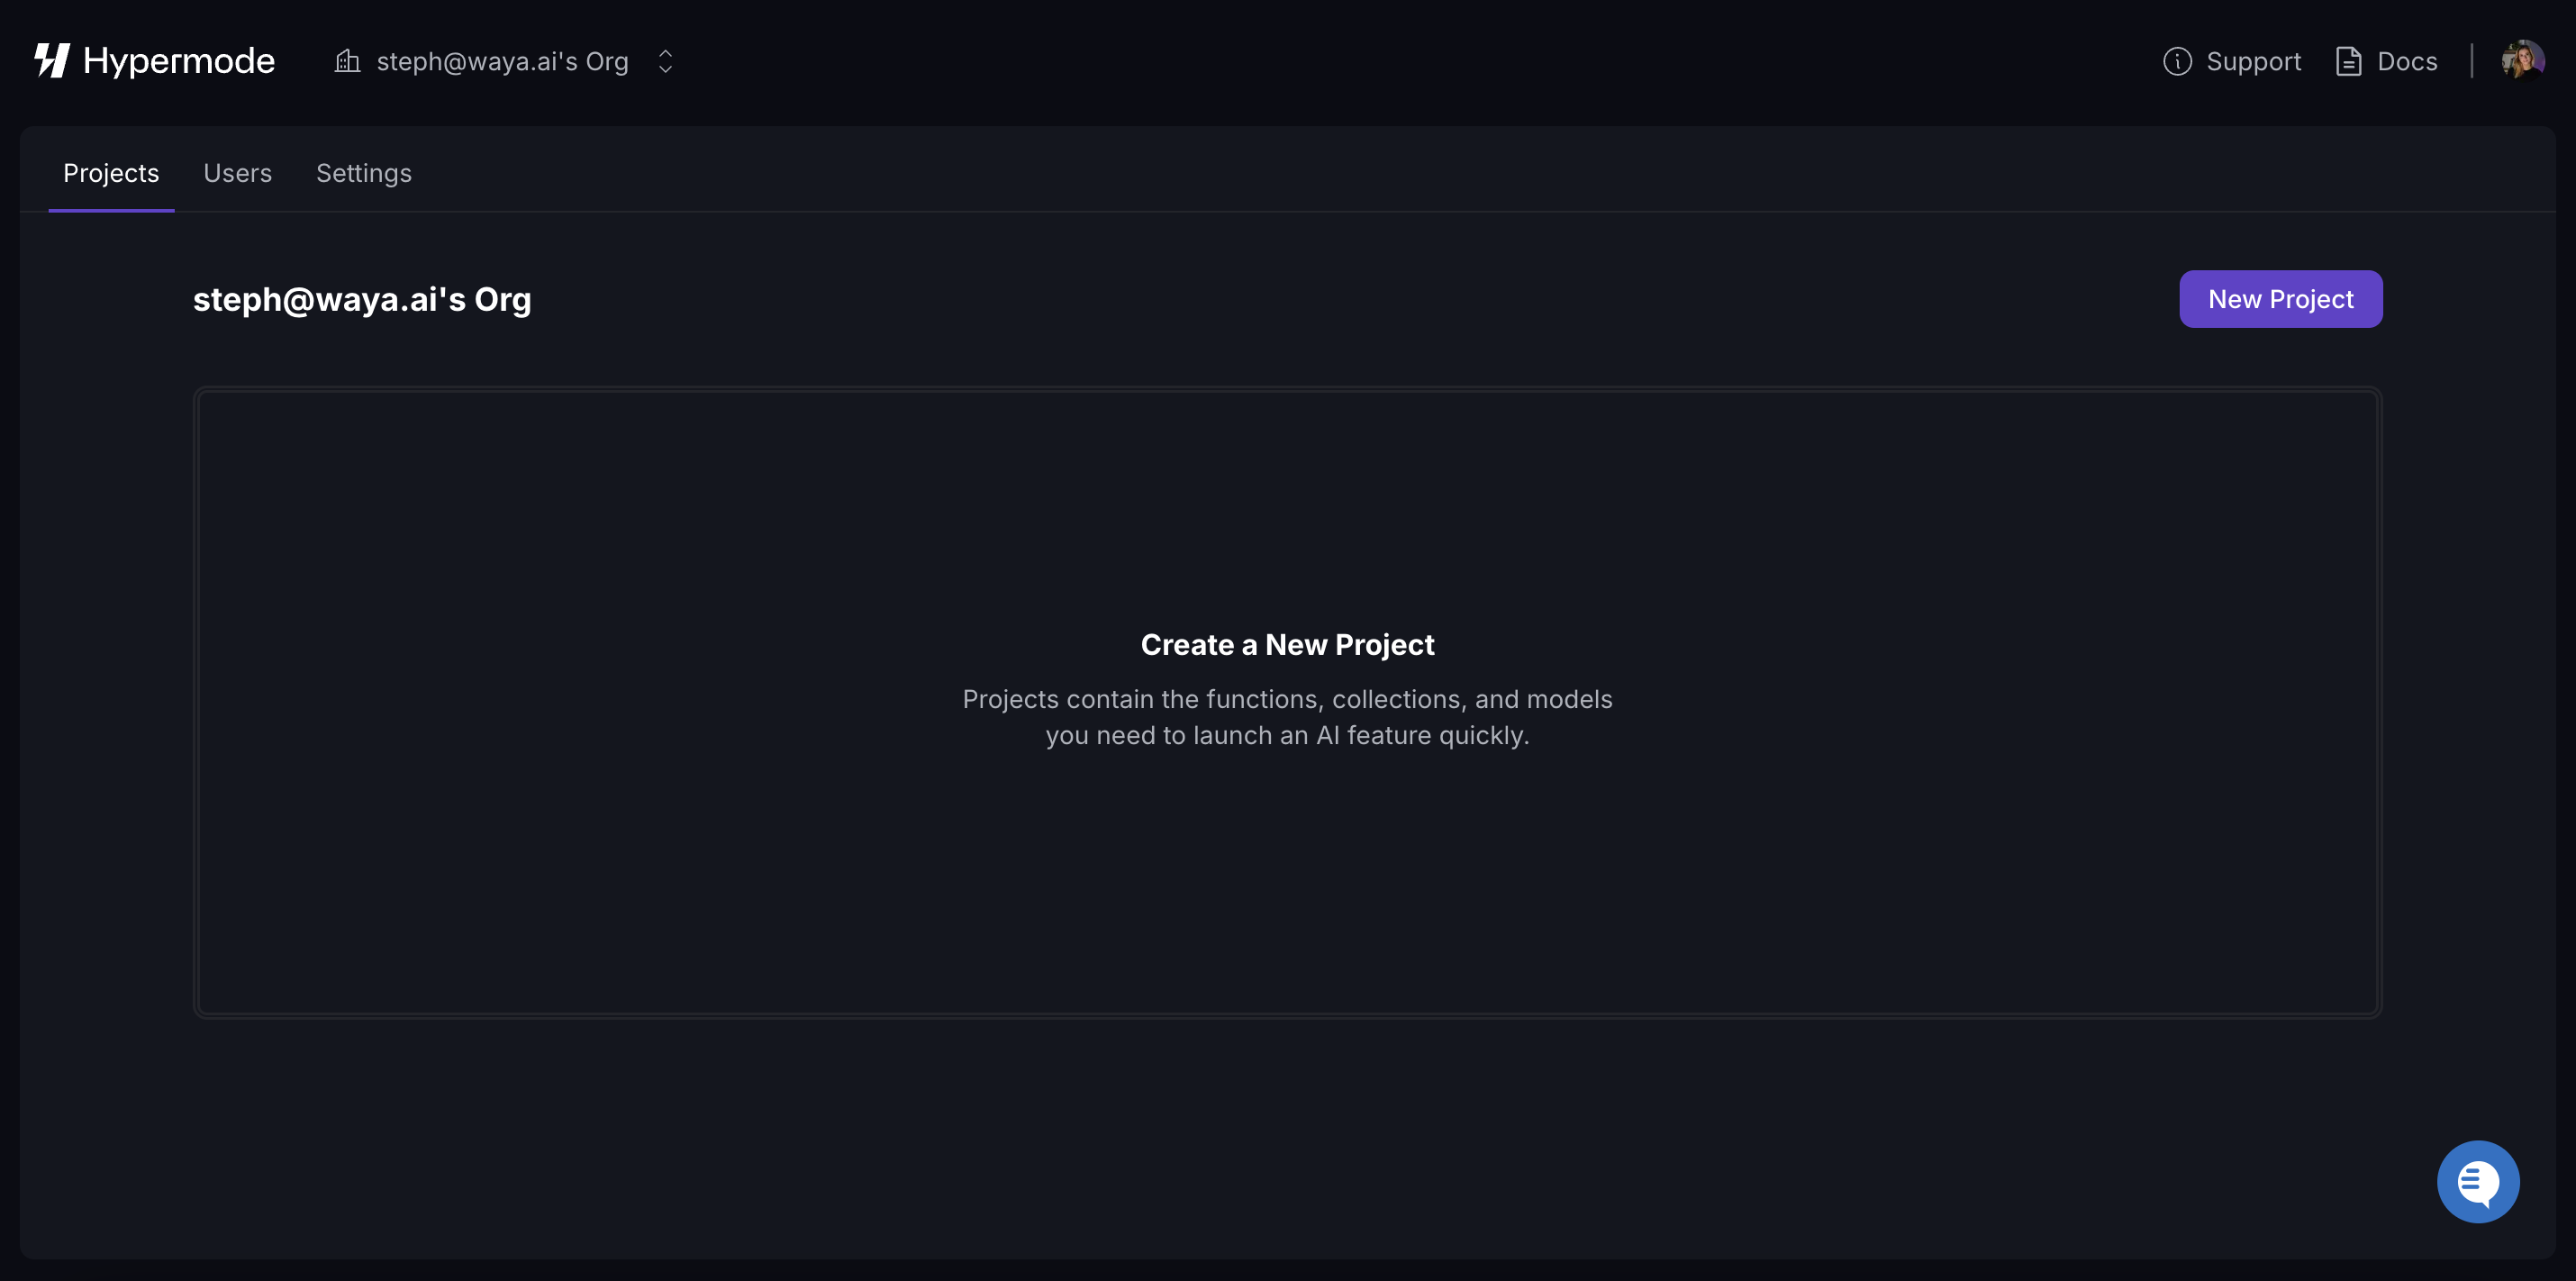 Hypermode
steph@waya.ai's Org
Support
Docs
Projects
Users
Settings
steph@waya.ai's Org
New Project
Create a New Project
Projects contain the functions, collections, and models
you need to launch an AI feature quickly.